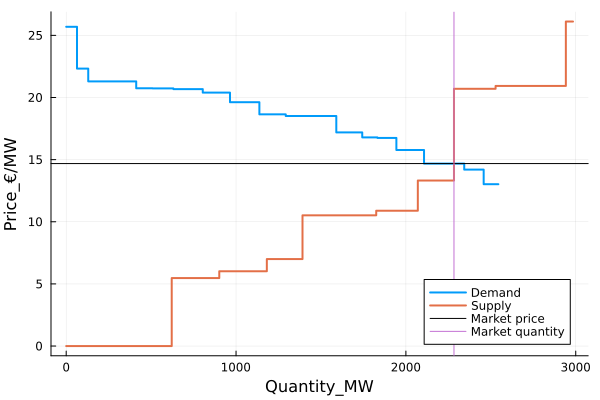 Price_€/MW
25
20
15
10
5
0
0 1000 2000 3000
Quantity_MW
Demand
Supply
Market price
Market quantity